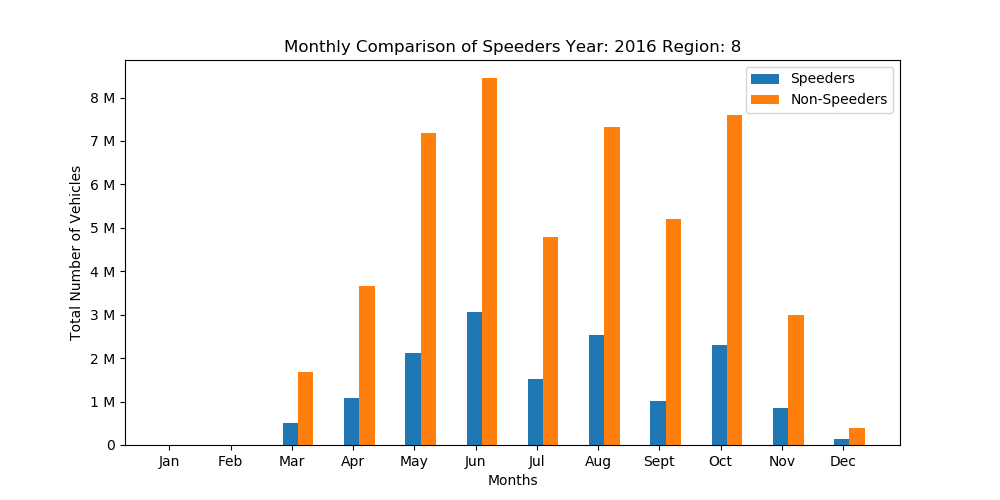 Monthly Comparison of Speeders Year: 2016 Region: 8
Speeders
Non-Speeders
8 M
7 M
6 M
5 M
4 M
3 M
2 M
1 M
0
Total Number of Vehicles
Jan Feb Mar Apr May Jun Jul Aug Sept Oct Nov Dec
Months